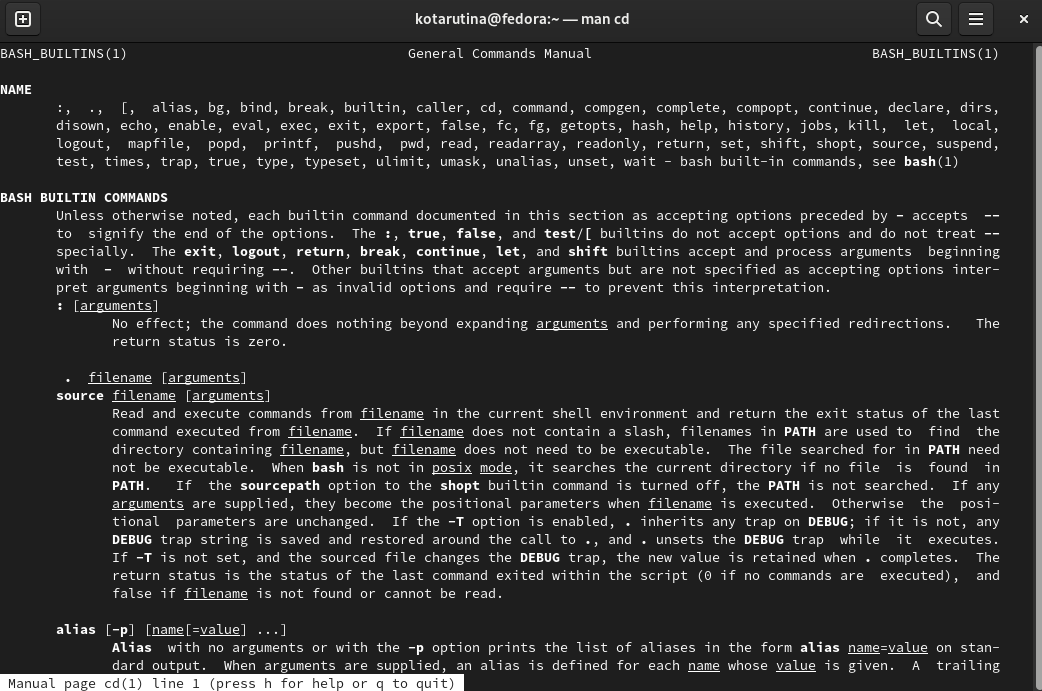 kotarutina@fedora:~ — man cd
BASH_BUILTINS(1) General Commands Manual BASH_BUILTINS(1)
NAME
:, ., [, alias, bg, bind, break, builtin, caller, cd, command, compgen, complete, compopt, continue, declare, dirs,
disown, echo, enable, eval, exec, exit, export, false, fc, fg, getopts, hash, help, history, jobs, kill, let, local,
logout, mapfile, popd, printf, pushd, pwd, read, readarray, readonly, return, set, shift, shopt, source, suspend,
test, times, trap, true, type, typeset, ulimit, umask, unalias, unset, wait - bash built-in commands, see bash(1)
BASH BUILTIN COMMANDS
Unless otherwise noted, each builtin command documented in this section as accepting options preceded by - accepts --
to signify the end of the options. The :, true, false, and test/[ builtins do not accept options and do not treat --
specially. The exit, logout, return, break, continue, let, and shift builtins accept and process arguments beginning
with - without requiring --. Other builtins that accept arguments but are not specified as accepting options inter-
pret arguments beginning with - as invalid options and require -- to prevent this interpretation.
: [arguments]
No effect; the command does nothing beyond expanding arguments and performing any specified redirections. The
return status is zero.
. filename [arguments]
source filename [arguments]
Read and execute commands from filename in the current shell environment and return the exit status of the last
command executed from filename. If filename does not contain a slash, filenames in PATH are used to find the
directory containing filename, but filename does not need to be executable. The file searched for in PATH need
not be executable. When bash is not in posix mode, it searches the current directory if no file is found in
PATH. If the sourcepath option to the shopt builtin command is turned off, the PATH is not searched. If any
arguments are supplied, they become the positional parameters when filename is executed. Otherwise the posi-
tional parameters are unchanged. If the -T option is enabled, . inherits any trap on DEBUG; if it is not, any
DEBUG trap string is saved and restored around the call to ., and . unsets the DEBUG trap while it executes.
If -T is not set, and the sourced file changes the DEBUG trap, the new value is retained when . completes. The
return status is the status of the last command exited within the script (0 if no commands are executed), and
false if filename is not found or cannot be read.
alias [-p] [name[=value] ...]
Alias with no arguments or with the -p option prints the list of aliases in the form alias name=value on stan-
dard output. When arguments are supplied, an alias is defined for each name whose value is given. A trailing
Manual page cd(1) line 1 (press h for help or q to quit)